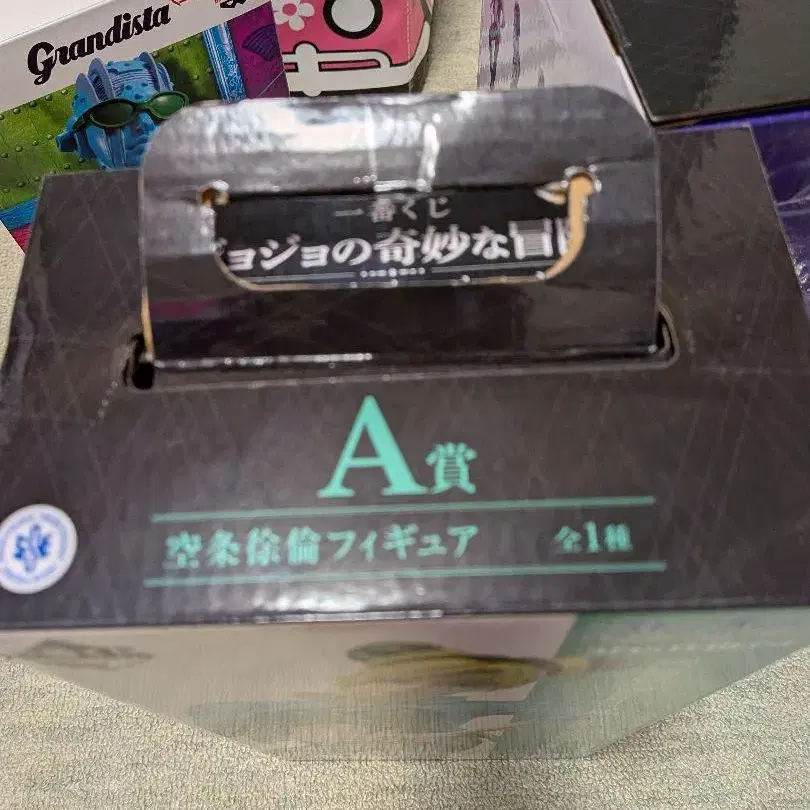 Grandista
一番くじ
ジョジョの奇妙な冒
A賞
空条徐倫フィギュア 全1種